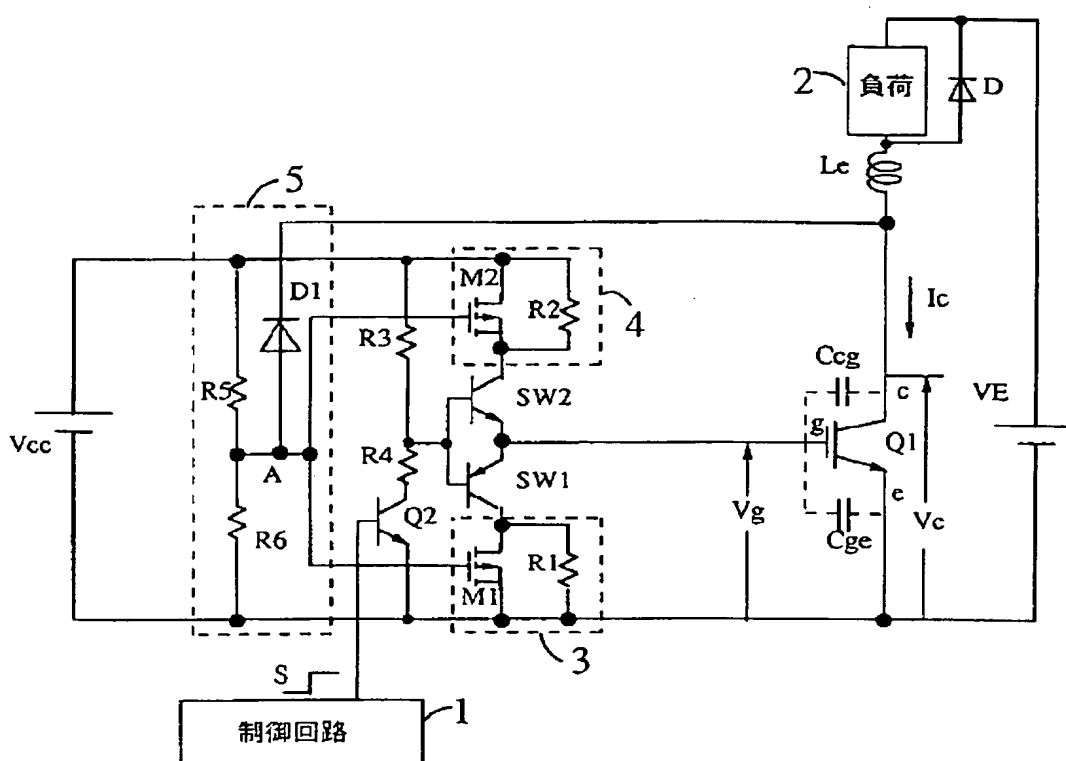 2
負荷
D
Le
5
D1
M2
R2
4
R3
Ic
R5
SW2
Ccg
c
VE
Vcc
g
Q1
A
R4
SW1
e
Vg
Vc
Q2
Cge
R6
R1
M1
3
S
1
制御回路